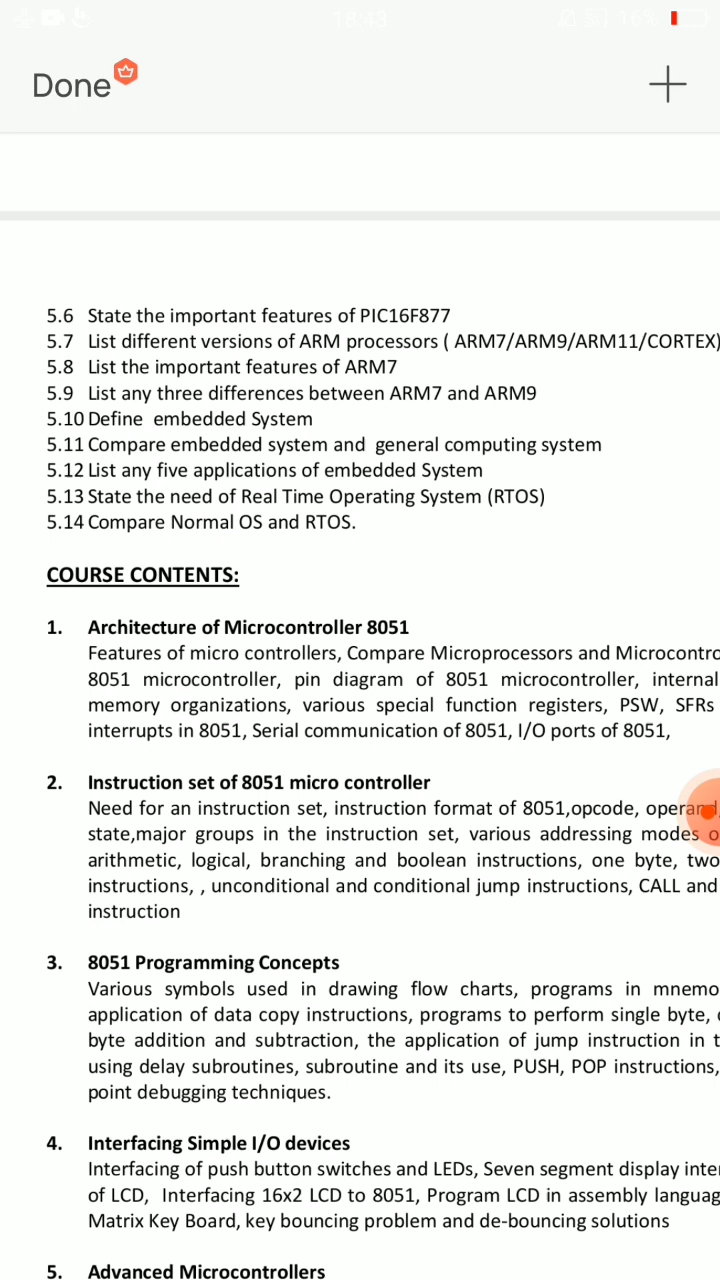 18:43
16%
Done
5.6 State the important features of PIC16F877
5.7 List different versions of ARM processors ( ARM7/ARM9/ARM11/CORTEX)
5.8 List the important features of ARM7
5.9 List any three differences between ARM7 and ARM9
5.10 Define embedded System
5.11 Compare embedded system and general computing system
5.12 List any five applications of embedded System
5.13 State the need of Real Time Operating System (RTOS)
5.14 Compare Normal OS and RTOS.
COURSE CONTENTS:
1. Architecture of Microcontroller 8051
Features of micro controllers, Compare Microprocessors and Microcontro
8051 microcontroller, pin diagram of 8051 microcontroller, internal
memory organizations, various special function registers, PSW, SFRs
interrupts in 8051, Serial communication of 8051, I/O ports of 8051,
2. Instruction set of 8051 micro controller
Need for an instruction set, instruction format of 8051,opcode, operand,
state,major groups in the instruction set, various addressing modes o
arithmetic, logical, branching and boolean instructions, one byte, two
instructions, , unconditional and conditional jump instructions, CALL and
instruction
3. 8051 Programming Concepts
Various symbols used in drawing flow charts, programs in mnemo
application of data copy instructions, programs to perform single byte,
byte addition and subtraction, the application of jump instruction in t
using delay subroutines, subroutine and its use, PUSH, POP instructions,
point debugging techniques.
4. Interfacing Simple I/O devices
Interfacing of push button switches and LEDs, Seven segment display inte
of LCD, Interfacing 16x2 LCD to 8051, Program LCD in assembly languag
Matrix Key Board, key bouncing problem and de-bouncing solutions
5. Advanced Microcontrollers